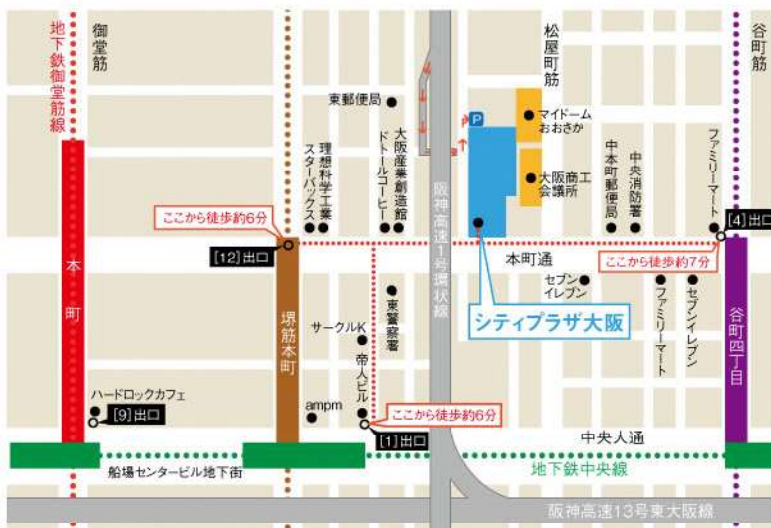 地下鉄御堂筋線
御堂筋
松屋町筋
谷町筋
東郵便局
P
マイドーム
おおさか
スターバックス
理想科学工業
ドトールコーヒー
大阪産業創造館
大阪商工
会議所
中本町郵便局
中央消防署
ファミリーマート
[4]出口
ここから徒歩約6分
[12]出口
阪神高速1号環状線
本町通
ここから徒歩約7分
本町
堺筋本町
東警察署
シティプラザ大阪
セブン
イレブン
ファミリーマート
セブンイレブン
谷町四丁目
サークルK
帝人ビル
ハードロックカフェ
[9]出口
ampm
ここから徒歩約6分
[1]出口
中央人通
船場センタービル地下街
地下鉄中央線
阪神高速13号東大阪線